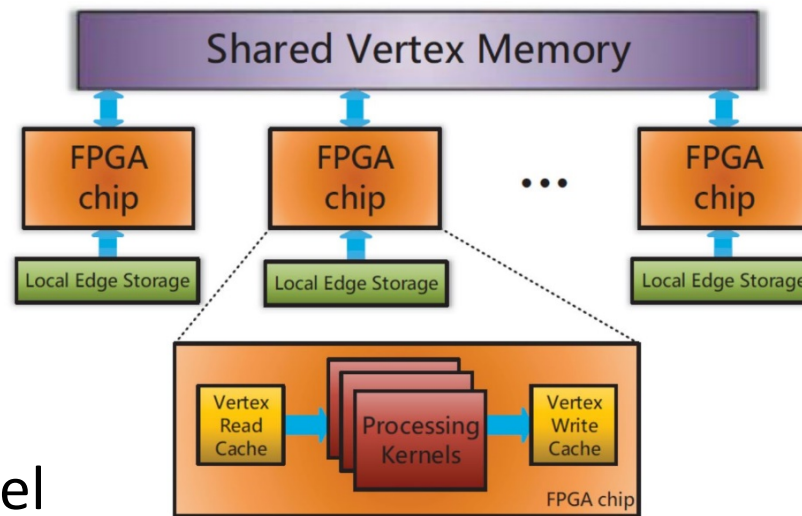 Shared Vertex Memory
FPGA
chip
FPGA
chip
...
FPGA
chip
Local Edge Storage
Local Edge Storage
Local Edge Storage
Vertex
Read
Cache
Processing
Kernels
Vertex
Write
Cache
FPGA chip
el